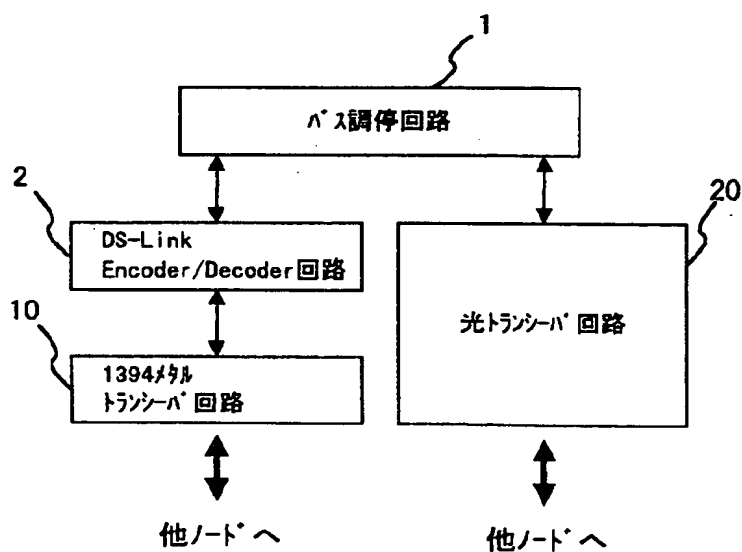 1
バス調停回路
2
20
DS-Link
Encoder/Decoder回路
光トランシーバ回路
10
1394メタル
トランシーバ回路
他ノードへ
他ノードへ